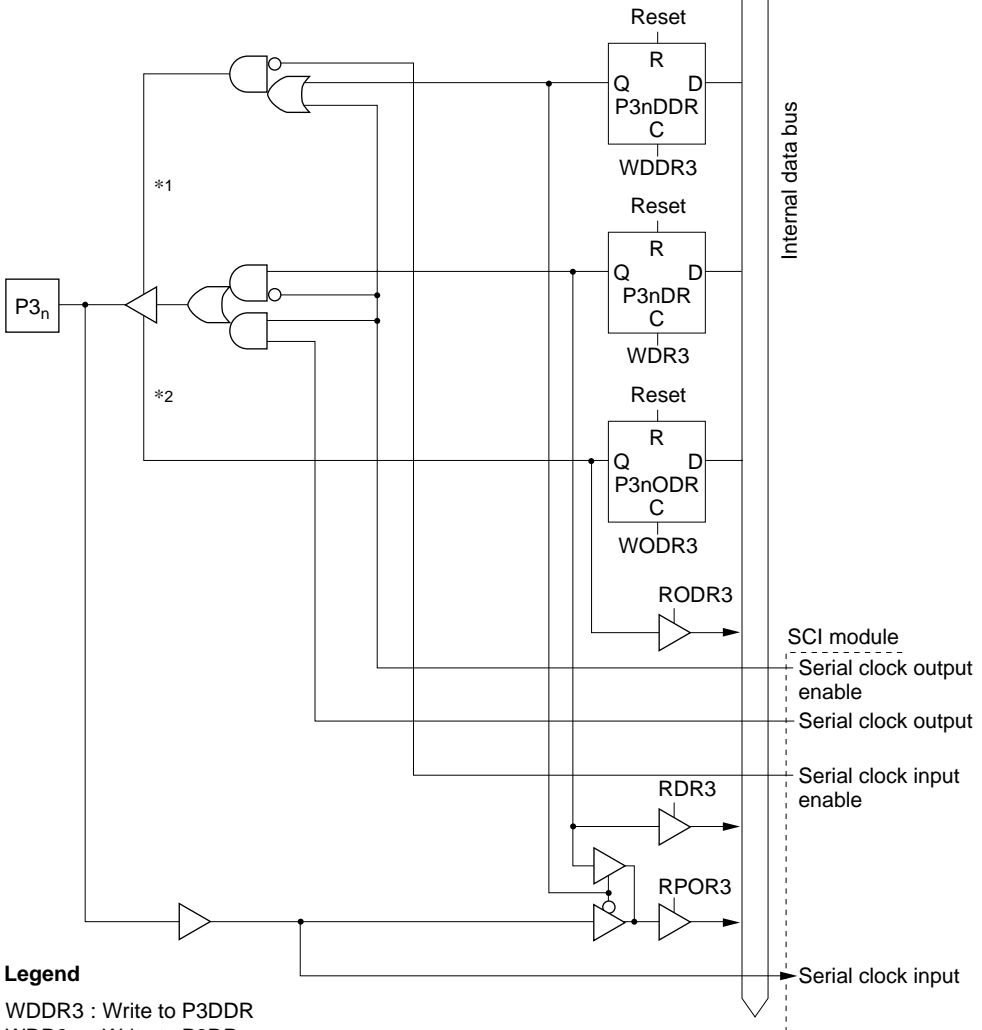 Reset
R
Q D
P3nDDR
C
WDDR3
Internal data bus
*1
Reset
R
Q D
P3nDR
C
WDR3
P3n
*2
Reset
R
Q D
P3nODR
C
WODR3
RODR3
SCI module
Serial clock output
enable
Serial clock output
Serial clock input
enable
RDR3
RPOR3
Serial clock input
Legend
WDDR3 : Write to P3DDR